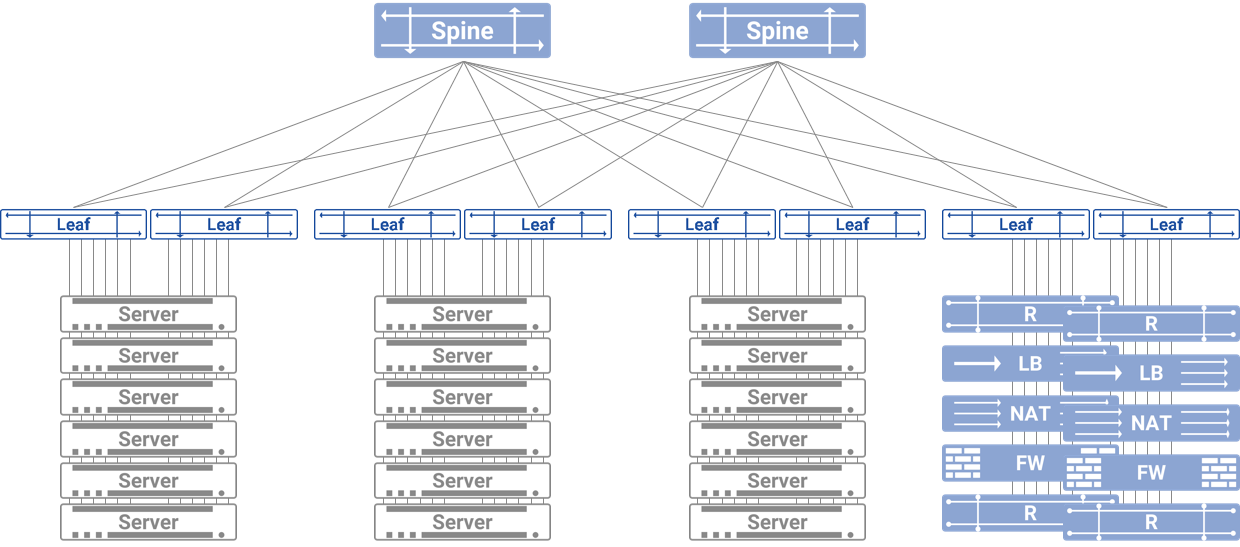 Spine Spine
Leaf Leaf Leaf Leaf Leaf Leaf Leaf Leaf
Server Server Server R R
Server Server Server LB LB
Server Server Server NAT NAT
Server Server Server FW FW
Server Server Server R R
Server Server Server